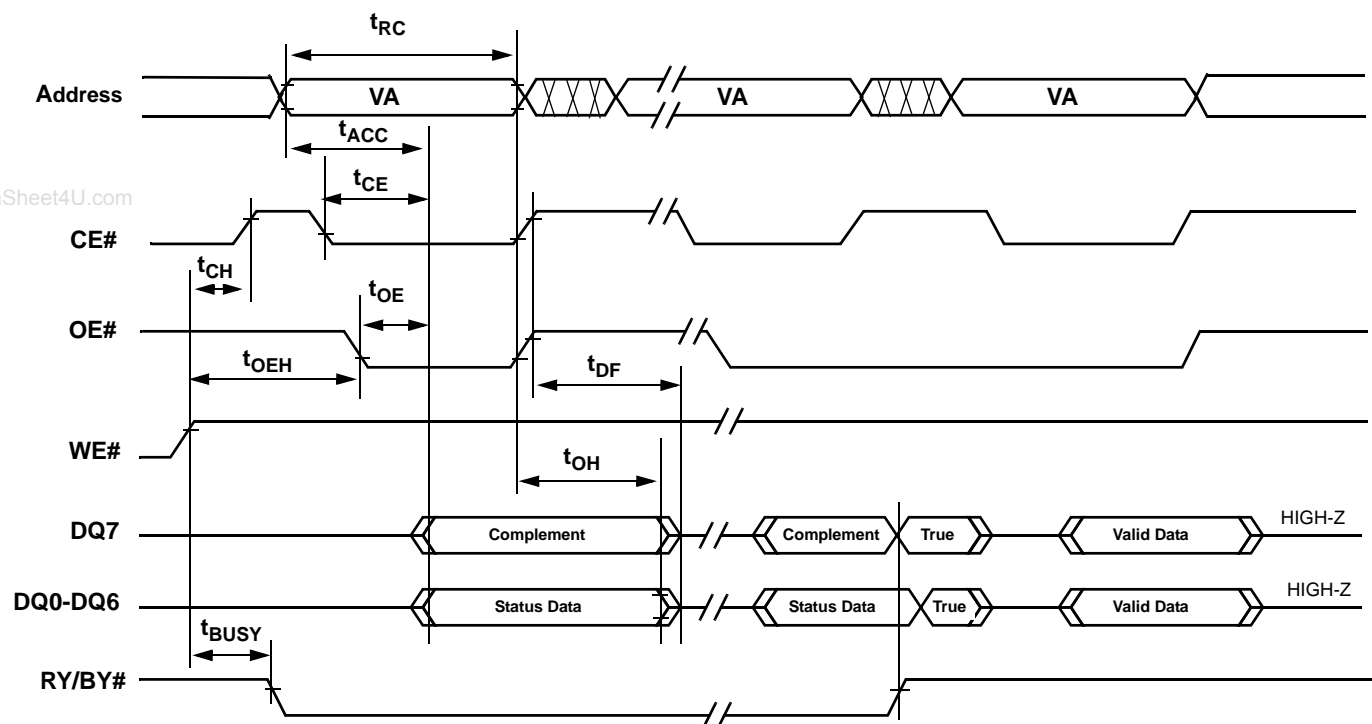 tRC
Address VA VA VA
tACC
aSheet4U.com
tCE
CE#
tCH
tOE
OE#
tOEH
tDF
WE#
tOH
DQ7 Complement Complement True Valid Data HIGH-Z
DQ0-DQ6 Status Data Status Data True Valid Data HIGH-Z
tBUSY
RY/BY#